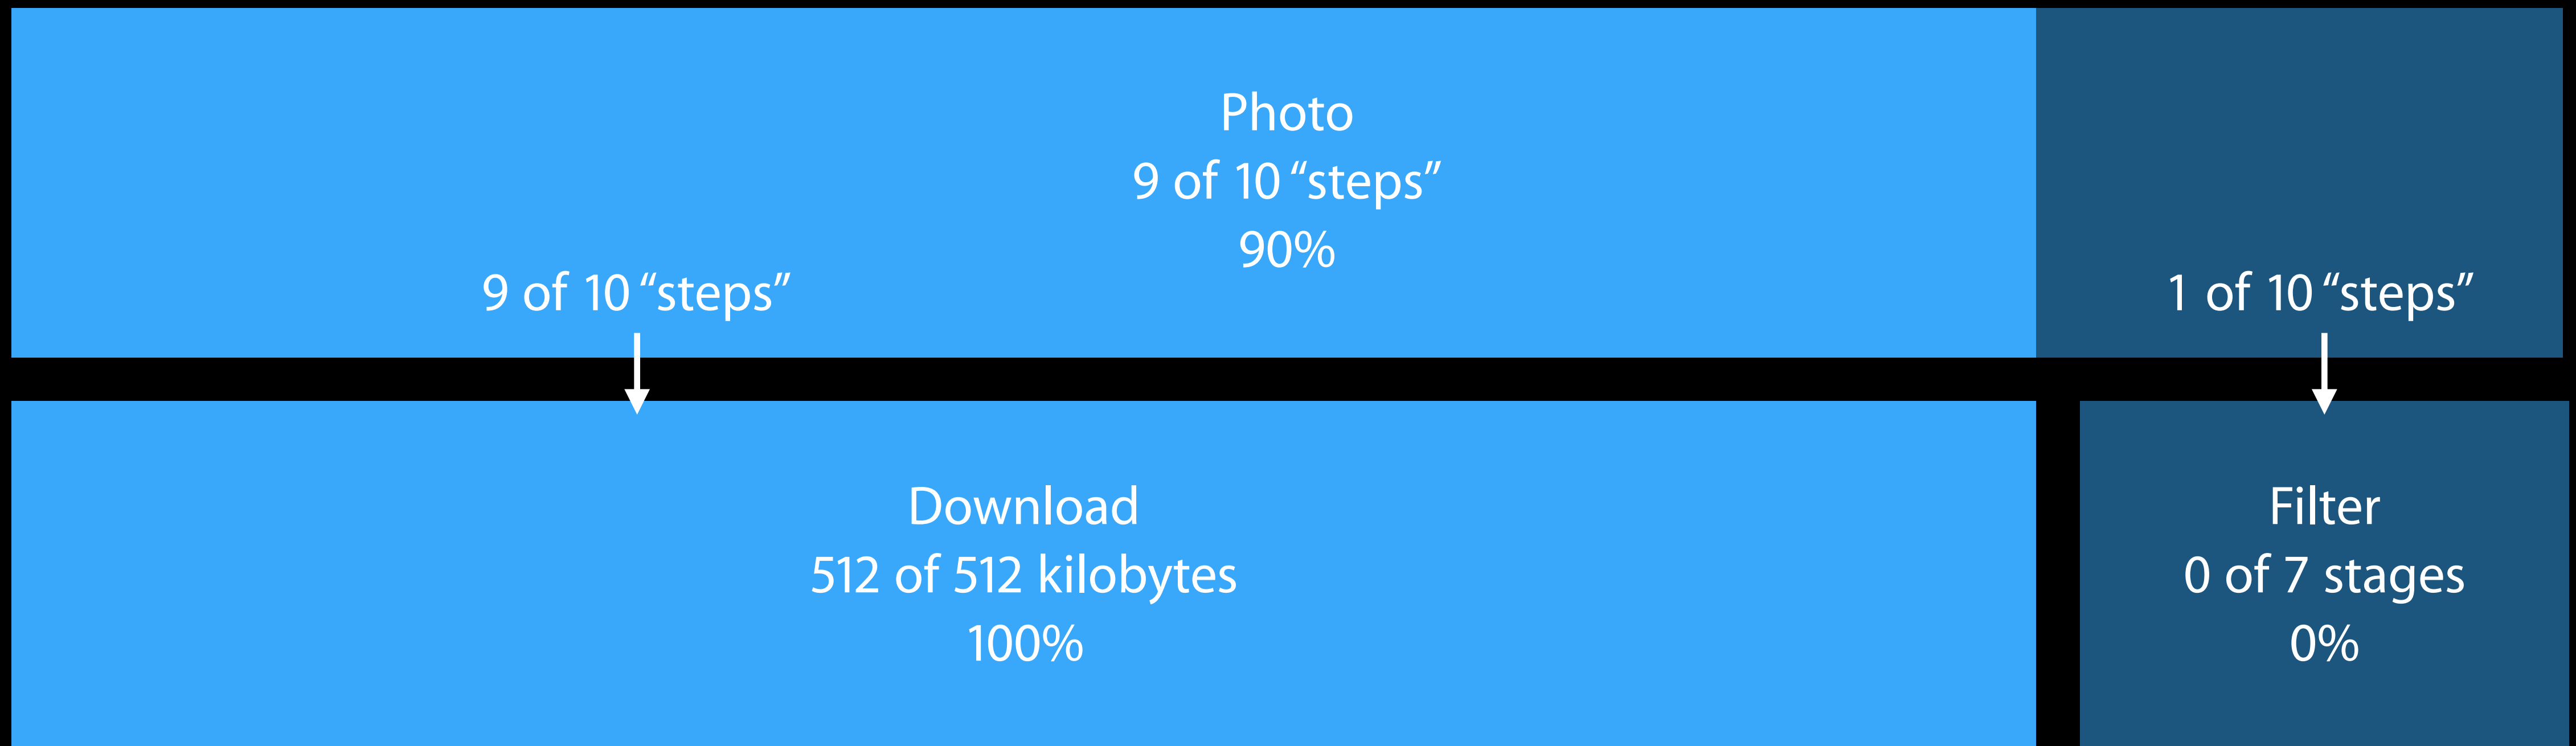 Photo
9 of 10 “steps”
90%
9 of 10 “steps”
1 of 10 “steps”
Download
512 of 512 kilobytes
100%
Filter
0 of 7 stages
0%